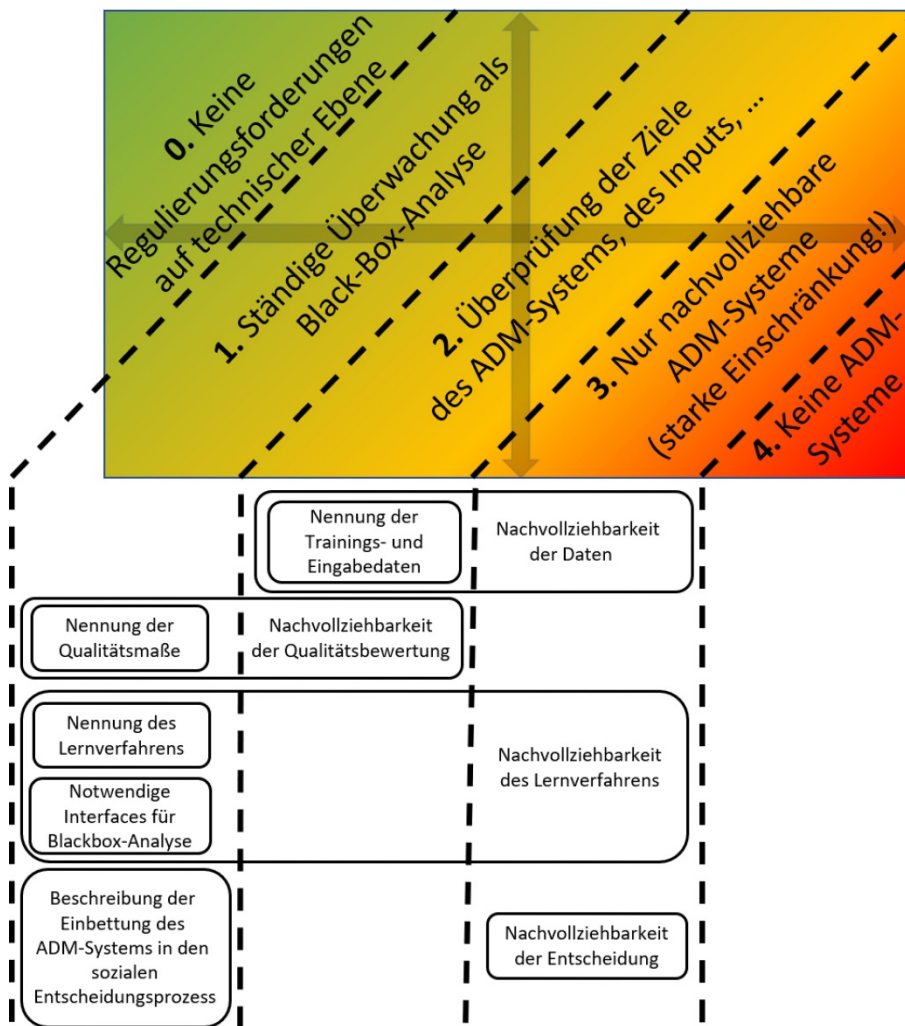 0. Keine
Regulierungsforderungen
auf technischer Ebene
1. Ständige Überwachung als
Black-Box-Analyse
2. Überprüfung der Ziele
des ADM-Systems, des Inputs, ...
3. Nur nachvollziehbare
ADM-Systeme
(starke Einschränkung!)
4. Keine ADM-
Systeme
Nennung der
Trainings- und
Eingabedaten
Nachvollziehbarkeit
der Daten
Nennung der
Qualitätsmaße
Nachvollziehbarkeit
der Qualitätsbewertung
Nennung des
Lernverfahrens
Notwendige
Interfaces für
Blackbox-Analyse
Nachvollziehbarkeit
des Lernverfahrens
Beschreibung der
Einbettung des
ADM-Systems in den
sozialen
Entscheidungsprozess
Nachvollziehbarkeit
der Entscheidung